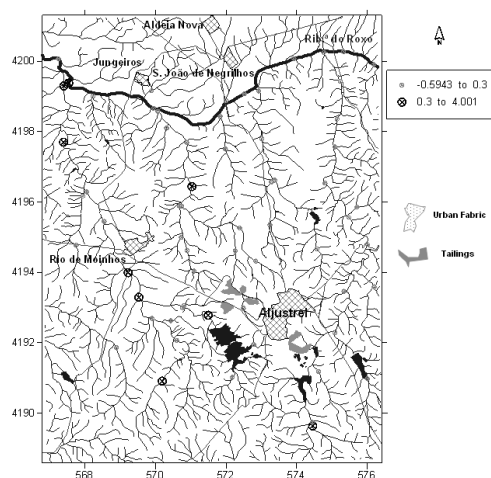 Aldeia Nova
Ribª do Roxo
Jungeiros
S. João de Negrilhos
Rio de Moinhos
Aljustrel
4200
4198
4196
4194
4192
4190
568
570
572
574
576
N
-0.5943 to 0.3
0.3 to 4.001
Urban Fabric
Tailings